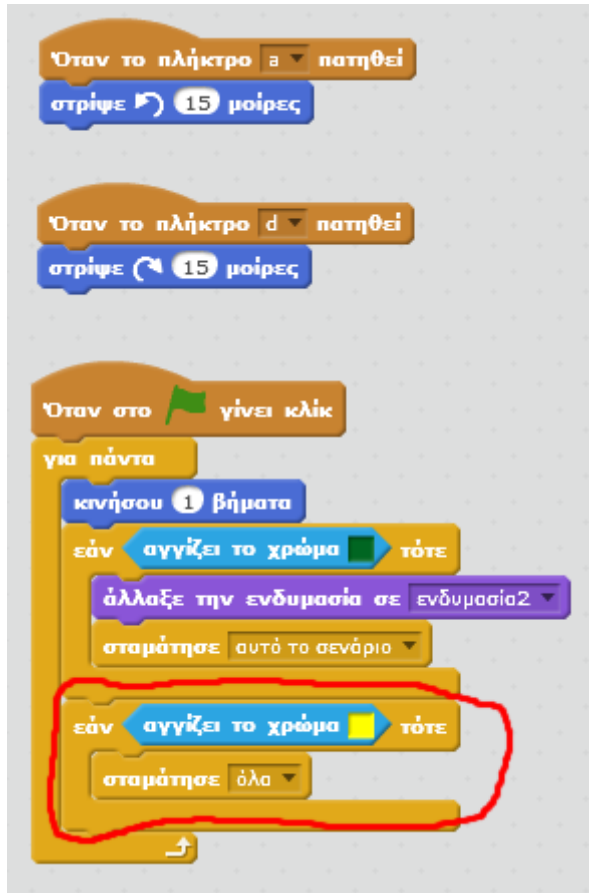 Όταν το πλήκτρο a πατηθεί
στρίψε 15 μοίρες
Όταν το πλήκτρο d πατηθεί
στρίψε 15 μοίρες
Όταν στο γίνει κλίκ
για πάντα
κινήσου 1 βήματα
εάν αγγίζει το χρώμα τότε
άλλαξε την ενδυμασία σε ενδυμασία2
σταμάτησε αυτό το σενάριο
εάν αγγίζει το χρώμα τότε
σταμάτησε όλα